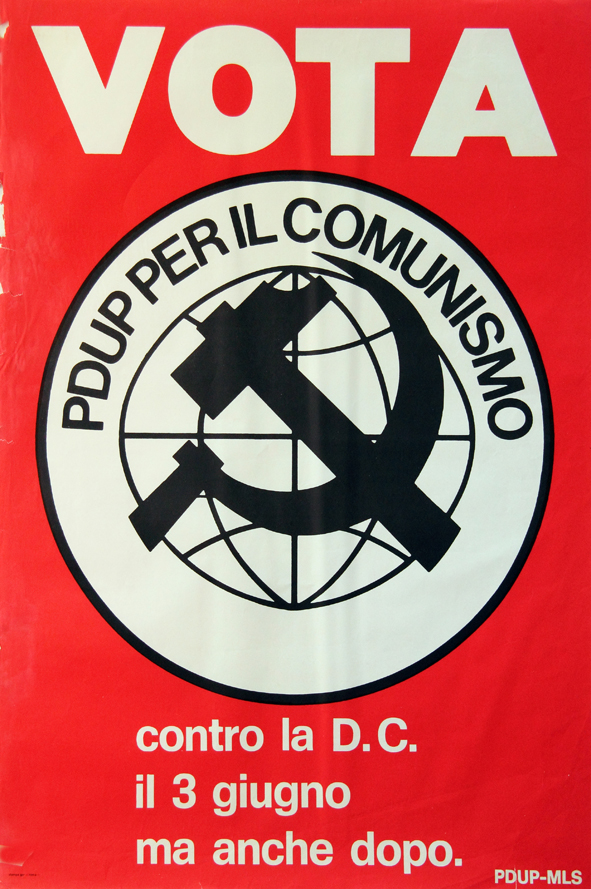 VOTA
PDUP PER IL COMUNISMO
contro la D.C.
il 3 giugno
ma anche dopo.
PDUP-MLS